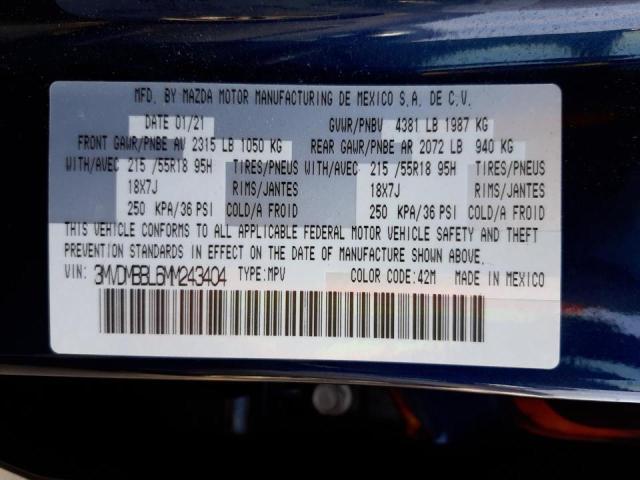 MFD. BY MAZDA MOTOR MANUFACTURING DE MEXICO S.A. DE C.V.
DATE 01/21 GVWR/PNBV 4381 LB 1987 KG
FRONT GAWR/PNBE AV 2315 LB 1050 KG REAR GAWR/PNBE AR 2072 LB 940 KG
WITH/AVEC 215 /55R18 95H TIRES/PNEUS WITH/AVEC 215 /55R18 95H TIRES/PNEUS
18X7J RIMS/JANTES 18X7J RIMS/JANTES
250 KPA/36 PSI COLD/A FROID 250 KPA/36 PSI COLD/A FROID
THIS VEHICLE CONFORMS TO ALL APPLICABLE FEDERAL MOTOR VEHICLE SAFETY AND THEFT
PREVENTION STANDARDS IN EFFECT ON THE DATE OF MANUFACTURE SHOWN ABOVE.
VIN: 3MVDMBBL6MM243404 TYPE:MPV COLOR CODE:42M MADE IN MEXICO